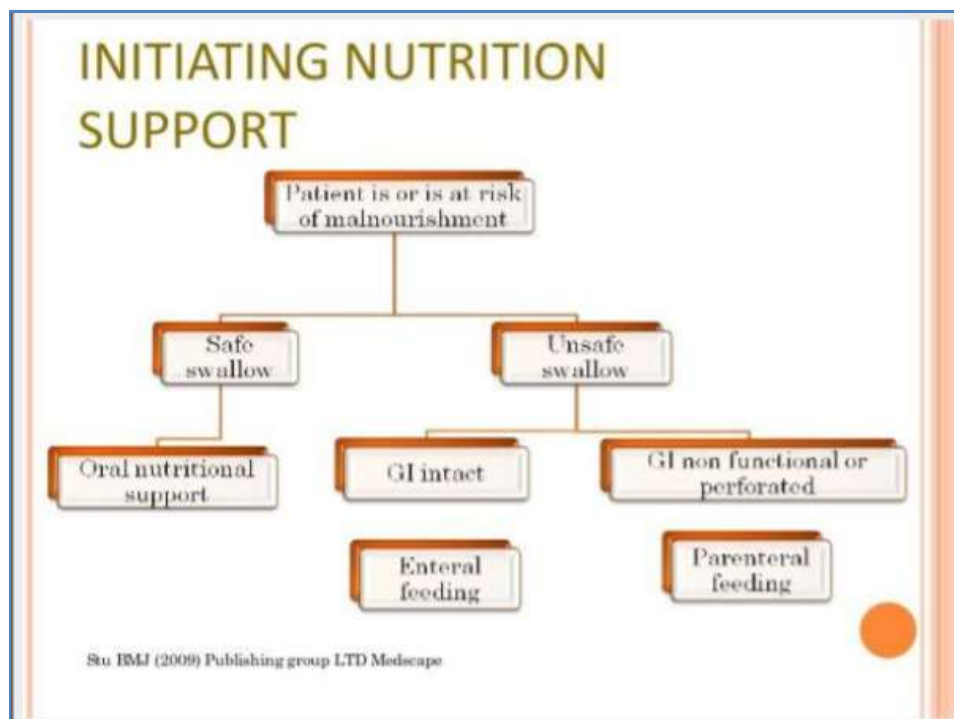 INITIATING NUTRITION
SUPPORT
Patient is or is at risk
of malnourishment
Safe
swallow
Unsafe
swallow
Oral nutritional
support
GI intact
GI non functional or
perforated
Enteral
feeding
Parenteral
feeding
Stu BMJ (2009) Publishing group LTD Medscape